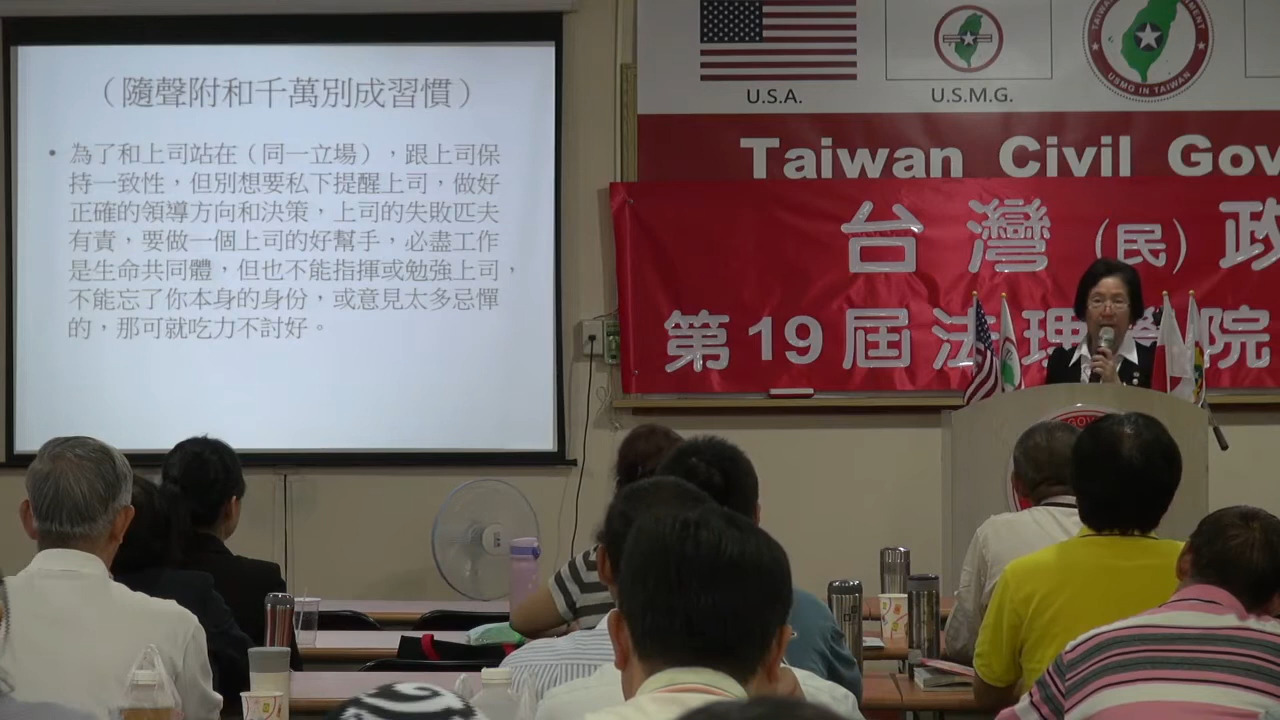 （隨聲附和千萬別成習慣）
• 為了和上司站在（同一立場），跟上司保
持一致性，但別想要私下提醒上司，做好
正確的領導方向和決策，上司的失敗匹夫
有責，要做一個上司的好幫手，必盡工作
是生命共同體，但也不能指揮或勉強上司，
不能忘了你本身的身份，或意見太多忌憚
的，那可就吃力不討好。
U.S.A.
U.S.M.G.
USMG IN TAIWAN
Taiwan Civil Gov
台灣（民）政
第19屆法理學院